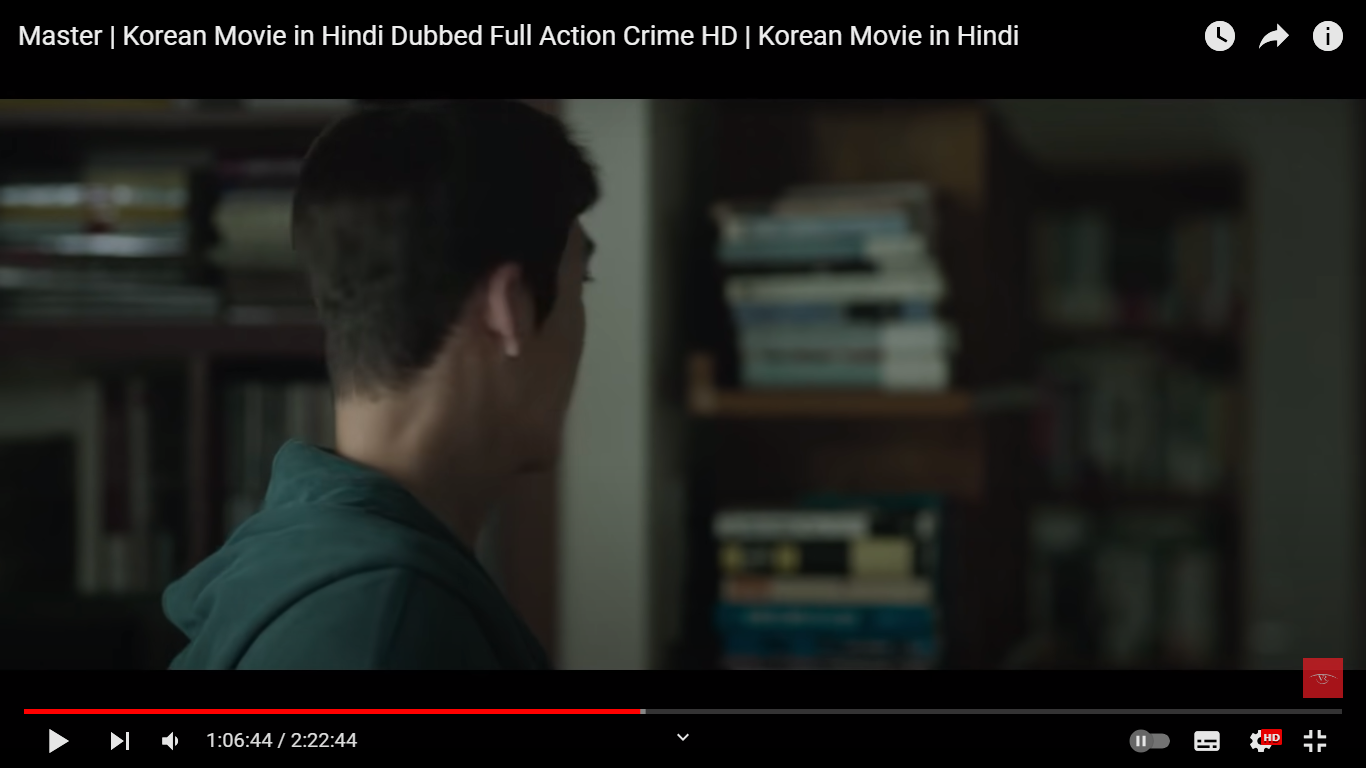 Master | Korean Movie in Hindi Dubbed Full Action Crime HD | Korean Movie in Hindi
1:06:44 / 2:22:44
HD